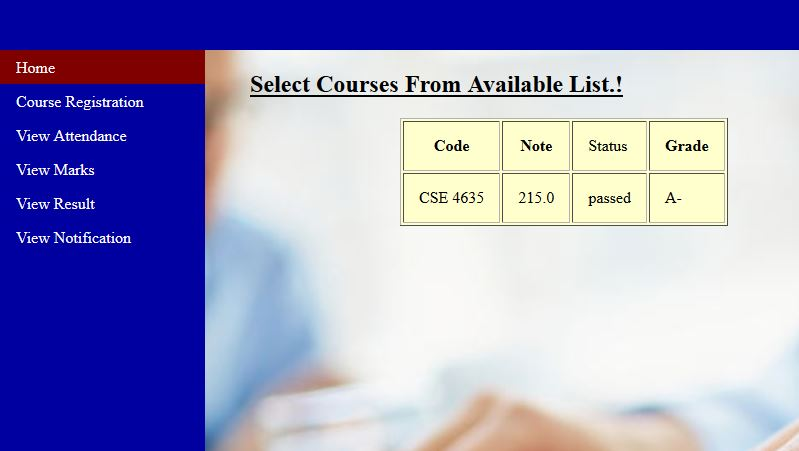 Home
Course Registration
View Attendance
View Marks
View Result
View Notification
Select Courses From Available List.!
Code Note Status Grade
CSE 4635 215.0 passed A-